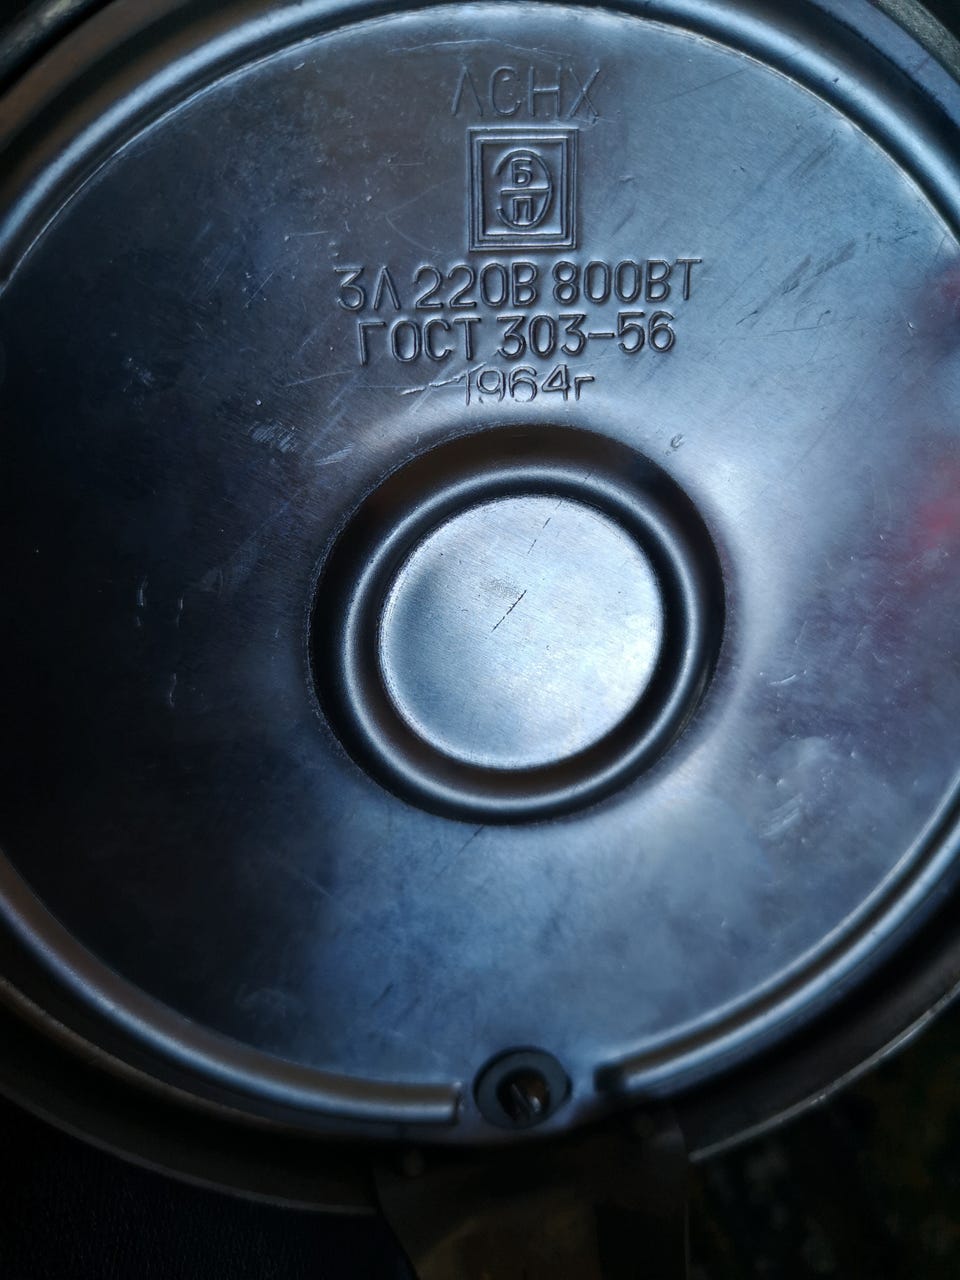 ЛСНХ
Э
Б
П
3Л 220В 800ВТ
ГОСТ 303-56
1964г